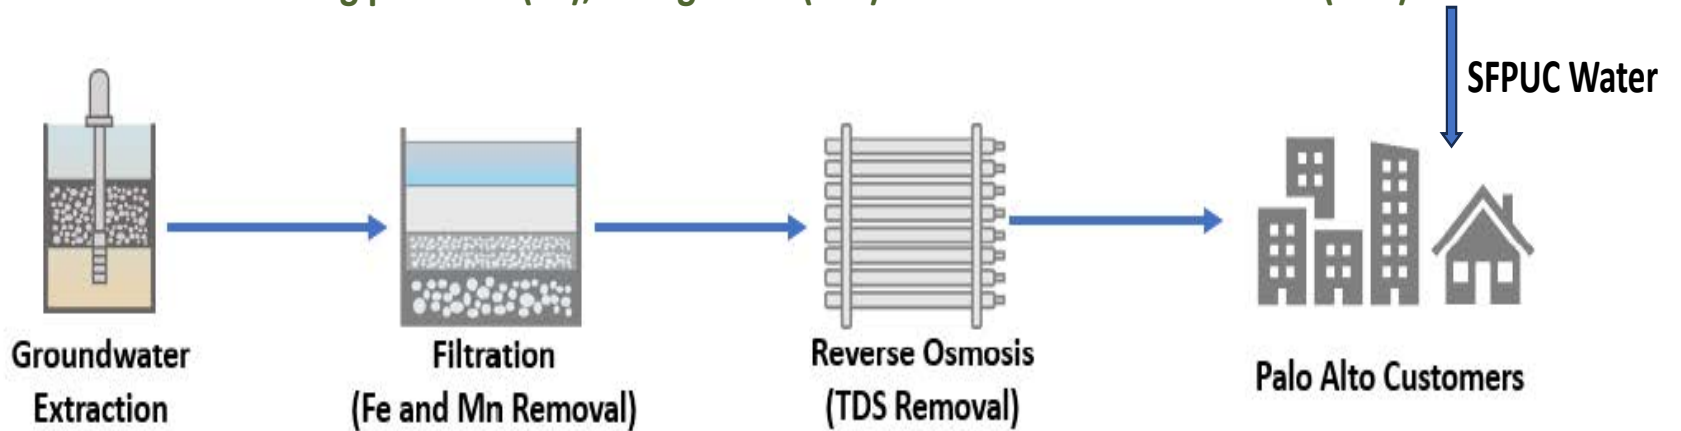 SFPUC Water
Groundwater
Extraction
Filtration
(Fe and Mn Removal)
Reverse Osmosis
(TDS Removal)
Palo Alto Customers